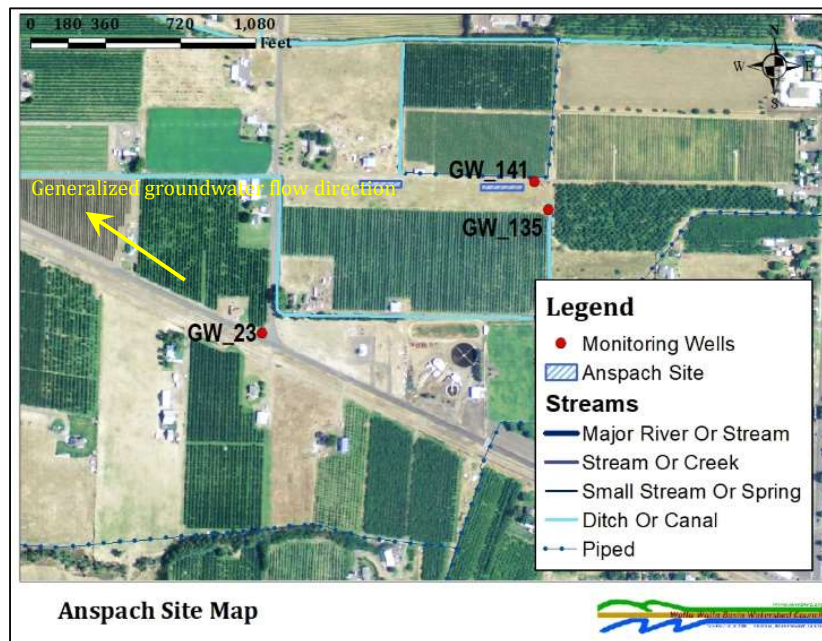 0 180 360 720 1,080
Feet
N
W E
S
GW_141
Generalized groundwater flow direction
GW_135
GW_23
Legend
Monitoring Wells
Anspach Site
Streams
Major River Or Stream
Stream Or Creek
Small Stream Or Spring
Ditch Or Canal
Piped
Anspach Site Map
Walla Walla Basin Watershed Council